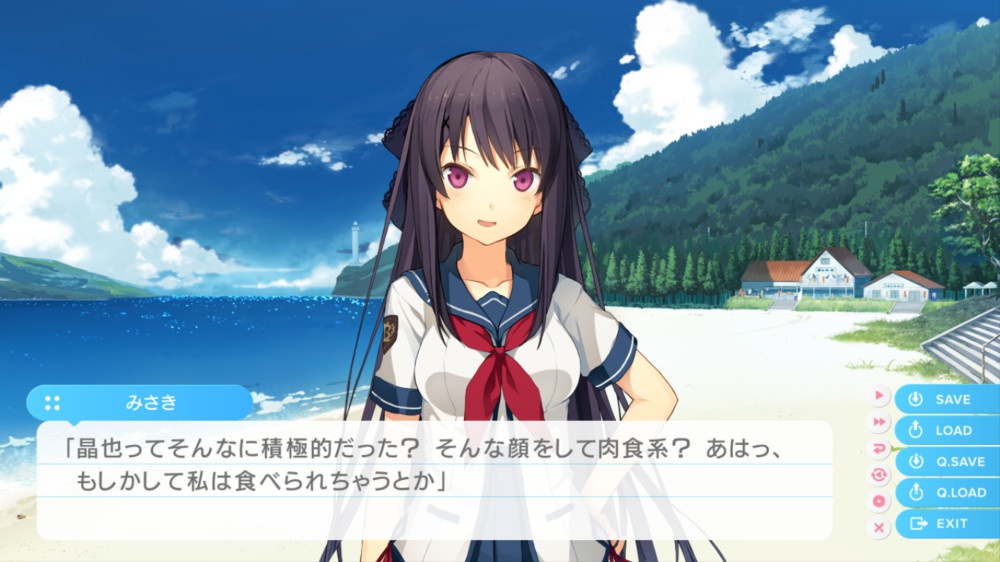 みさき
「晶也ってそんなに積極的だった？ そんな顔をして肉食系？ あはっ、
もしかして私は食べられちゃうとか」
SAVE
LOAD
Q.SAVE
Q.LOAD
EXIT